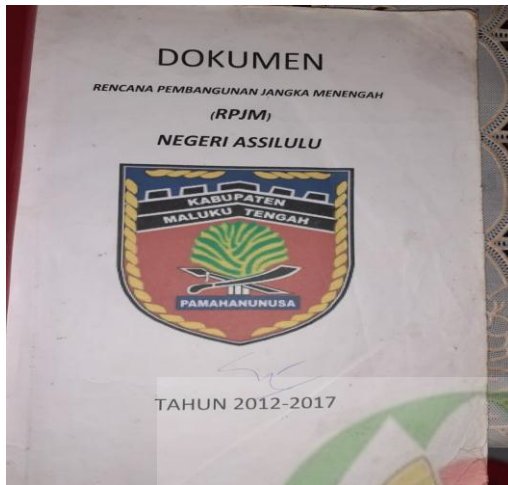 DOKUMEN
RENCANA PEMBANGUNAN JANGKA MENENGAH
(RPJM)
NEGERI ASSILULU
KABUPATEN
MALUKU TENGAH
PAMAHANUNUSA
TAHUN 2012-2017